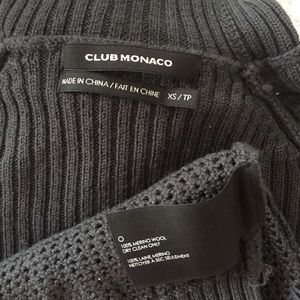 CLUB MONACO
MADE IN CHINA / FAIT EN CHINE XS / TP
O
100% MERINO WOOL
DRY CLEAN ONLY
100% LAINE MERINO
NETTOYER A SEC SEULEMENT